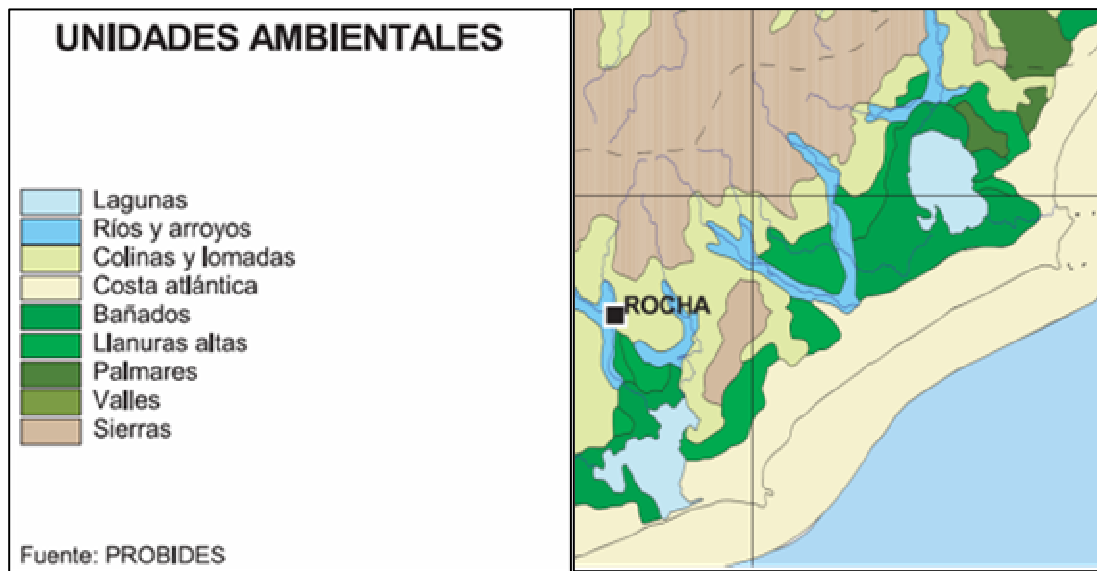 UNIDADES AMBIENTALES
Lagunas
Ríos y arroyos
Colinas y lomadas
Costa atlántica
Bañados
Llanuras altas
Palmares
Valles
Sierras
Fuente: PROBIDES
ROCHA